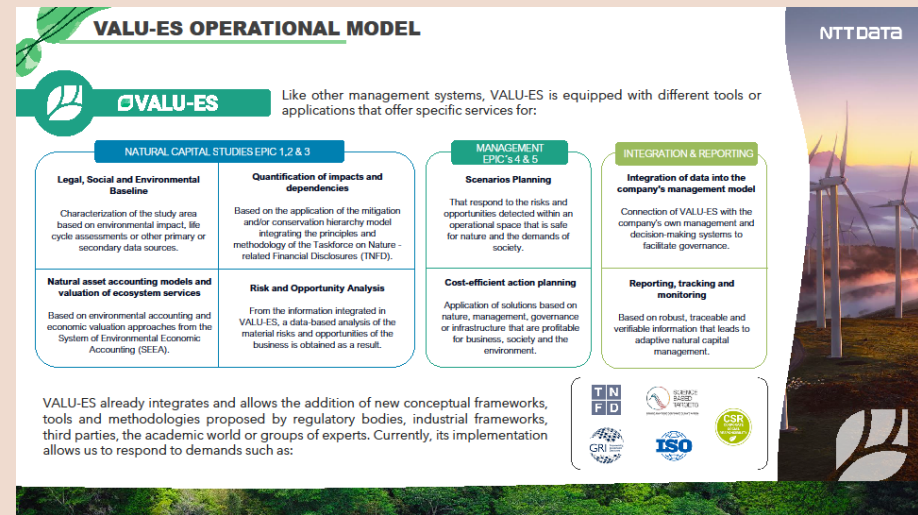 VALU-ES OPERATIONAL MODEL
NTT DATA
VALU-ES
Like other management systems, VALU-ES is equipped with different tools or
applications that offer specific services for:
NATURAL CAPITAL STUDIES EPIC 1,2 & 3
Legal, Social and Environmental
Baseline
Characterization of the study area
based on environmental impact, life
cycle assessments or other primary or
secondary data sources.
Quantification of impacts and
dependencies
Based on the application of the mitigation
and/or conservation hierarchy model
integrating the principles and
methodology of the Taskforce on Nature -
related Financial Disclosures (TNFD).
Natural asset accounting models and
valuation of ecosystem services
Based on environmental accounting and
economic valuation approaches from the
System of Environmental Economic
Accounting (SEEA).
Risk and Opportunity Analysis
From the information integrated in
VALU-ES, a data-based analysis of the
material risks and opportunities of the
business is obtained as a result.
MANAGEMENT
EPIC´s 4 & 5
Scenarios Planning
That respond to the risks and
opportunities detected within an
operational space that is safe
for nature and the demands of
society.
Cost-efficient action planning
Application of solutions based on
nature, management, governance
or infrastructure that are profitable
for business, society and the
environment.
INTEGRATION & REPORTING
Integration of data into the
company's management model
Connection of VALU-ES with the
company's own management and
decision-making systems to
facilitate governance.
Reporting, tracking and
monitoring
Based on robust, traceable and
verifiable information that leads to
adaptive natural capital
management.
VALU-ES already integrates and allows the addition of new conceptual frameworks,
tools and methodologies proposed by regulatory bodies, industrial frameworks,
third parties, the academic world or groups of experts. Currently, its implementation
allows us to respond to demands such as:
TN
FD
SCIENCE
BASED
TARGETS
GRI
ISO
CSR